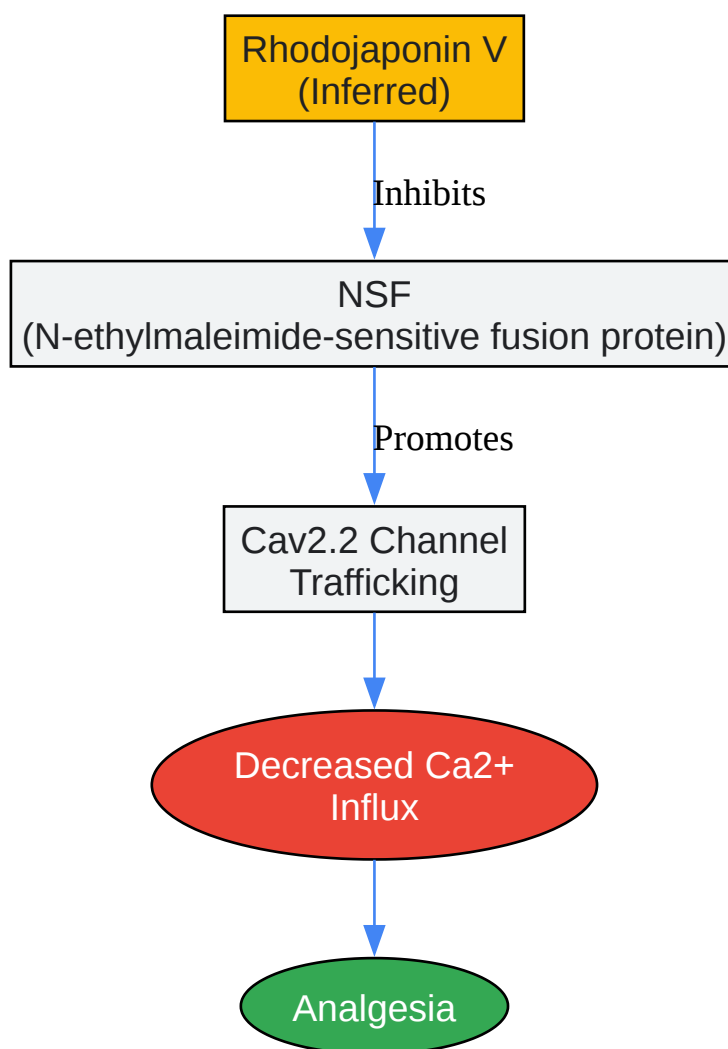 Rhodojaponin V
(Inferred)
Inhibits
NSF
(N-ethylmaleimide-sensitive fusion protein)
Promotes
Cav2.2 Channel
Trafficking
Decreased Ca2+
Influx
Analgesia